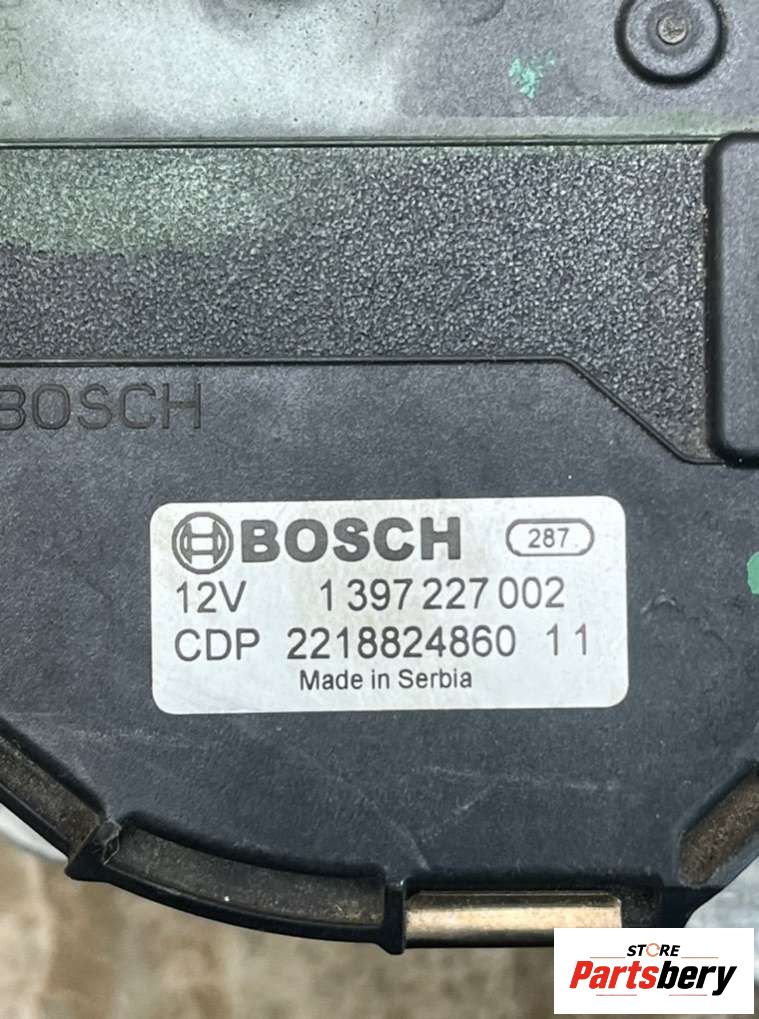 BOSCH
BOSCH 287
12V 1 397 227 002
CDP 2218824860 11
Made in Serbia
STORE
Partsbery